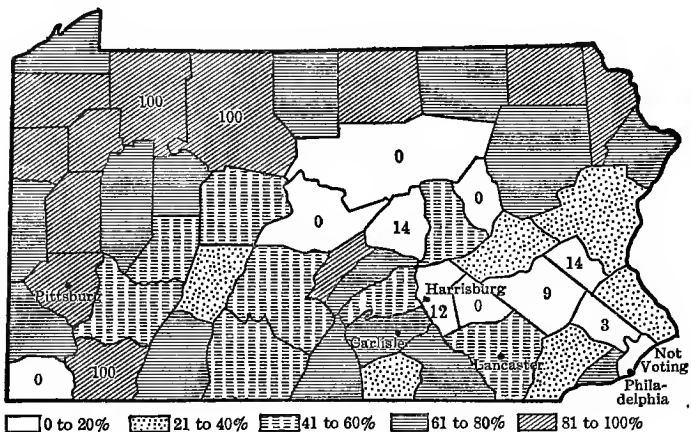 100
100
0
0
0
14
14
Pittsburg
Harrisburg
12
0
9
Carlisle
3
Lancaster
Not
Voting
Phila-
delphia
0
100
0 to 20% 21 to 40% 41 to 60% 61 to 80% 81 to 100%